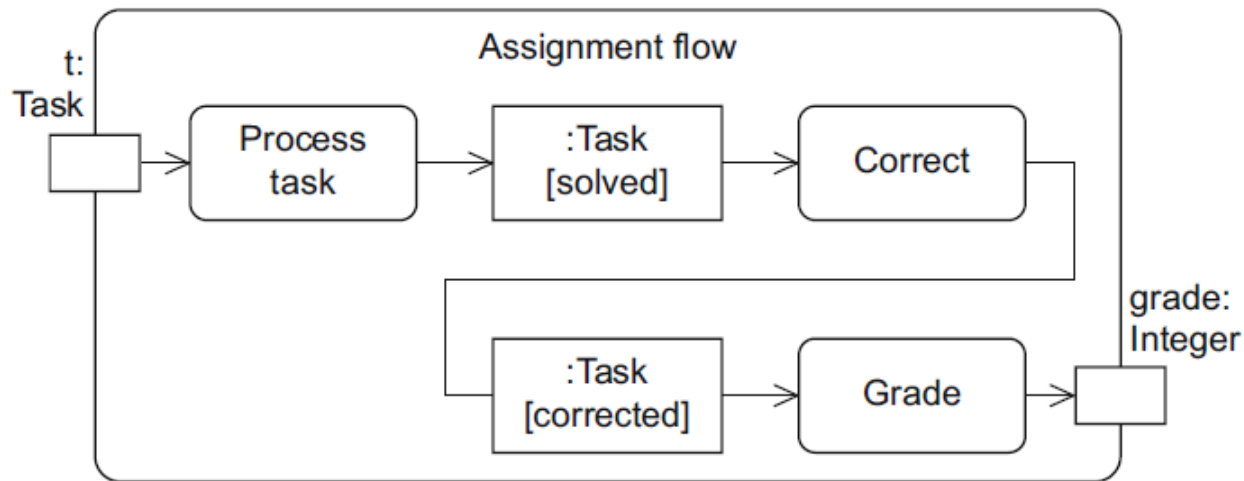 Assignment flow
t:
Task
Process
task
:Task
[solved]
Correct
grade:
Integer
:Task
[corrected]
Grade